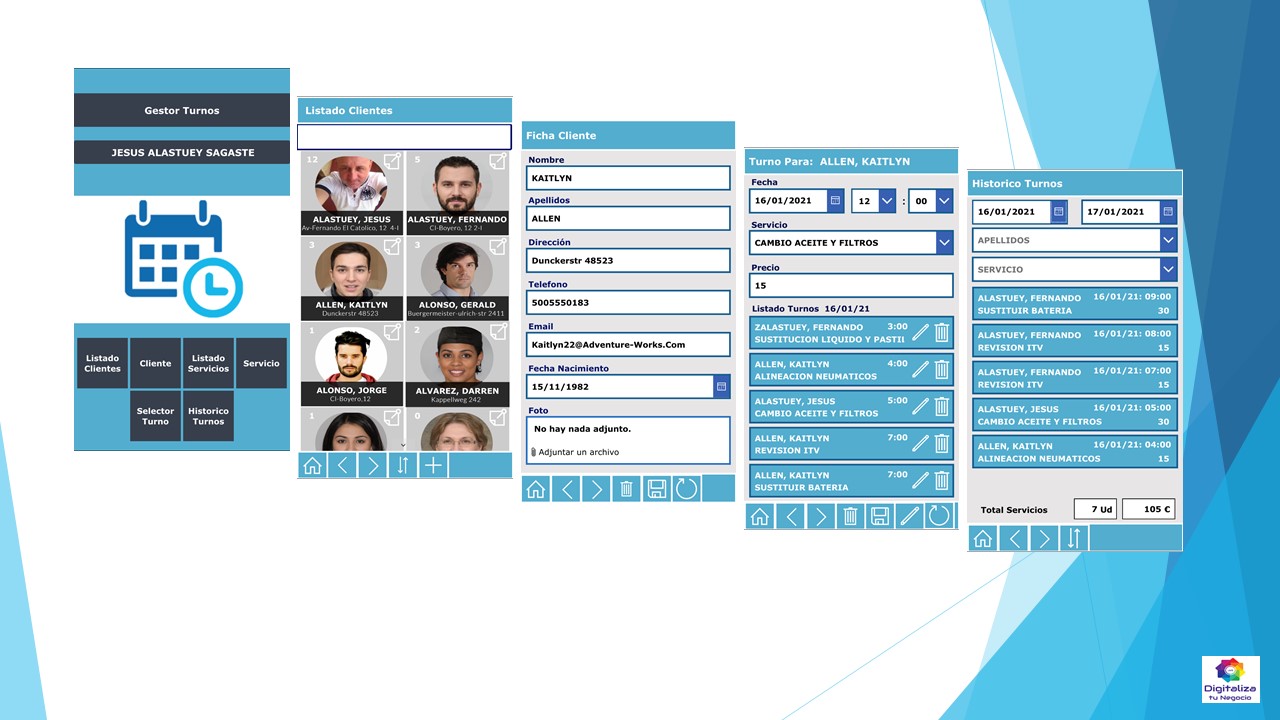 Gestor Turnos
JESUS ALASTUEY SAGASTE
Listado Clientes
Cliente
Listado Servicios
Servicio
Selector Turno
Historico Turnos
Listado Clientes
12
ALASTUEY, JESUS
Av-Fernando El Catolico, 12 4-I
5
ALASTUEY, FERNANDO
Cl-Boyero, 12 2-I
3
ALLEN, KAITLYN
Dunckerstr 48523
3
ALONSO, GERALD
Buergermeister-ulrich-str 2411
1
ALONSO, JORGE
Cl-Boyero,12
2
ALVAREZ, DARREN
Kappellweg 242
1
0
Ficha Cliente
Nombre
KAITLYN
Apellidos
ALLEN
Dirección
Dunckerstr 48523
Telefono
5005550183
Email
Kaitlyn22@Adventure-Works.Com
Fecha Nacimiento
15/11/1982
Foto
No hay nada adjunto.
Adjuntar un archivo
Turno Para: ALLEN, KAITLYN
Fecha
16/01/2021 12 : 00
Servicio
CAMBIO ACEITE Y FILTROS
Precio
15
Listado Turnos 16/01/21
ZALASTUEY, FERNANDO 3:00
SUSTITUCION LIQUIDO Y PASTII
ALLEN, KAITLYN 4:00
ALINEACION NEUMATICOS
ALASTUEY, JESUS 5:00
CAMBIO ACEITE Y FILTROS
ALLEN, KAITLYN 7:00
REVISION ITV
ALLEN, KAITLYN 7:00
SUSTITUIR BATERIA
Historico Turnos
16/01/2021 17/01/2021
APELLIDOS
SERVICIO
ALASTUEY, FERNANDO 16/01/21: 09:00
SUSTITUIR BATERIA 30
ALASTUEY, FERNANDO 16/01/21: 08:00
REVISION ITV 15
ALASTUEY, FERNANDO 16/01/21: 07:00
REVISION ITV 15
ALASTUEY, JESUS 16/01/21: 05:00
CAMBIO ACEITE Y FILTROS 30
ALLEN, KAITLYN 16/01/21: 04:00
ALINEACION NEUMATICOS 15
Total Servicios 7 Ud 105 €
Digitaliza
tu Negocio